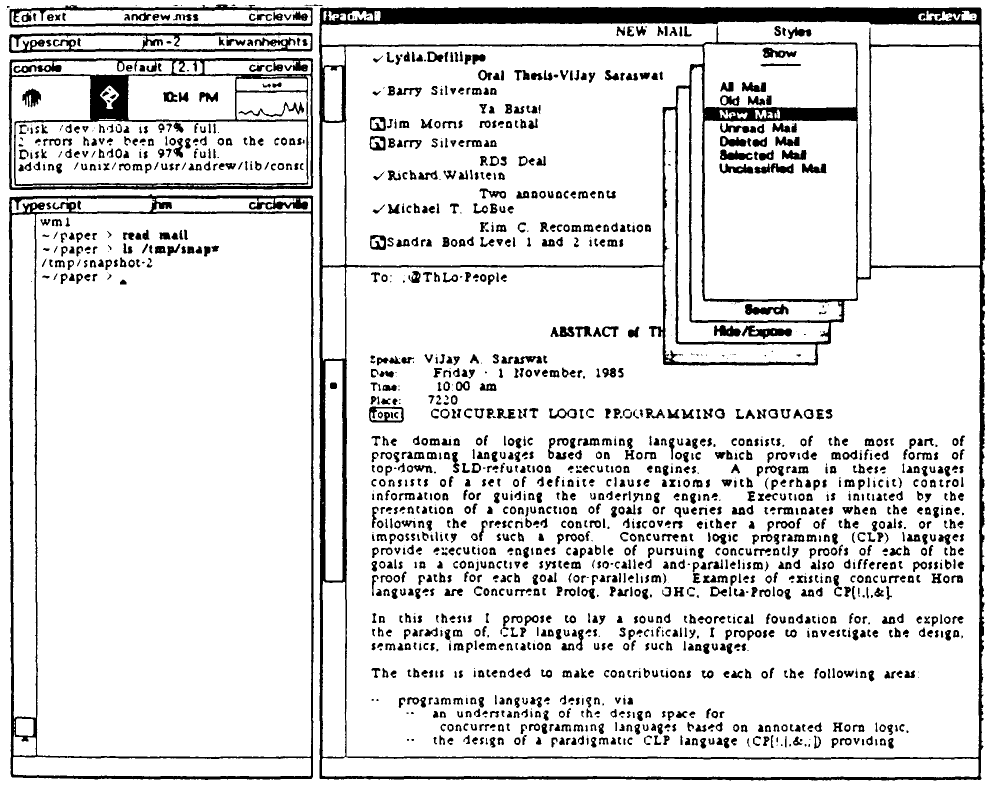 EditText andrew.mss circleville
Typescript jhm-2 kirwanheights
console Default [2.1] circleville
10:14 PM
Load
Disk /dev/hd0a is 97% full.
2 errors have been logged on the cons
Disk /dev/hd0a is 97% full.
adding /unix/romp/usr/andrew/lib/consc
Typescript jhm circleville
wm1
~/paper > read mail
~/paper > ls /tmp/snap*
/tmp/snapshot-2
~/paper >
ReadMail circleville
NEW MAIL
✓ Lydia.Defilippo
Oral Thesis-Vijay Saraswat
✓ Barry Silverman
Ya Basta!
Jim Morris rosenthal
Barry Silverman
RDS Deal
✓ Richard.Wallstein
Two announcements
✓ Michael T. LoBue
Kim C. Recommendation
Sandra Bond Level 1 and 2 items
Styles
Show
All Mail
Old Mail
New Mail
Unread Mail
Deleted Mail
Selected Mail
Unclassified Mail
Search
Hide/Expose
To: .@ThLo-People
ABSTRACT of TH
Speaker: Vijay A. Saraswat
Date: Friday - 1 November, 1985
Time: 10:00 am
Place: 7220
Topic: CONCURRENT LOGIC PROGRAMMING LANGUAGES
The domain of logic programming languages, consists, of the most part, of
programming languages based on Horn logic which provide modified forms of
top-down, SLD-refutation execution engines. A program in these languages
consists of a set of definite clause axioms with (perhaps implicit) control
information for guiding the underlying engine. Execution is initiated by the
presentation of a conjunction of goals or queries and terminates when the engine,
following the prescribed control, discovers either a proof of the goals, or the
impossibility of such a proof. Concurrent logic programming (CLP) languages
provide execution engines capable of pursuing concurrently proofs of each of the
goals in a conjunctive system (so-called and-parallelism) and also different possible
proof paths for each goal (or-parallelism). Examples of existing concurrent Horn
languages are Concurrent Prolog, Parlog, GHC, Delta-Prolog and CP[!,|,&].
In this thesis I propose to lay a sound theoretical foundation for, and explore
the paradigm of, CLP languages. Specifically, I propose to investigate the design,
semantics, implementation and use of such languages.
The thesis is intended to make contributions to each of the following areas:
-- programming language design, via
-- an understanding of the design space for
concurrent programming languages based on annotated Horn logic,
-- the design of a paradigmatic CLP language (CP[!,|,&,;]) providing